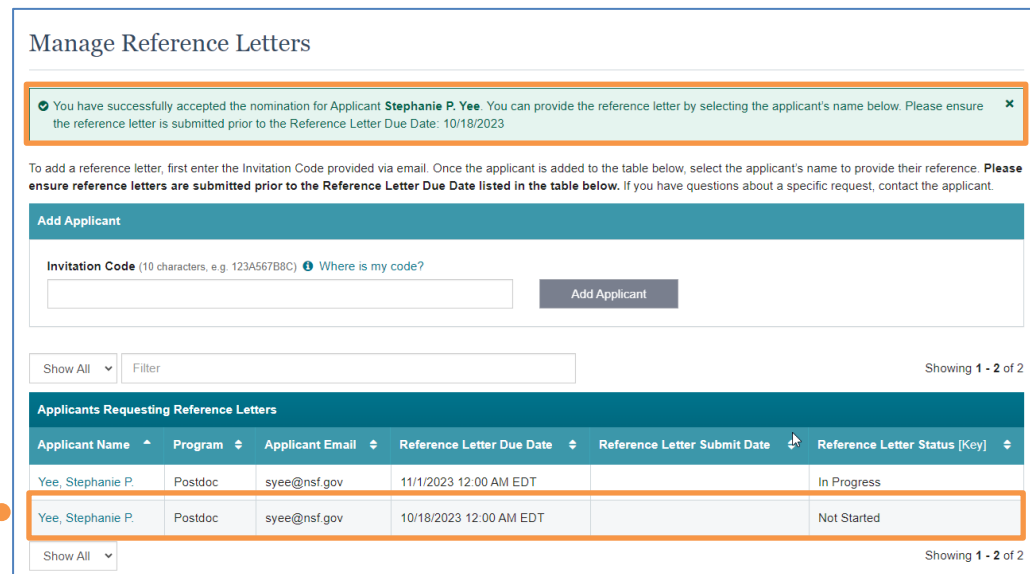 Manage Reference Letters
You have successfully accepted the nomination for Applicant Stephanie P. Yee. You can provide the reference letter by selecting the applicant's name below. Please ensure
the reference letter is submitted prior to the Reference Letter Due Date: 10/18/2023
×
To add a reference letter, first enter the Invitation Code provided via email. Once the applicant is added to the table below, select the applicant's name to provide their reference. Please
ensure reference letters are submitted prior to the Reference Letter Due Date listed in the table below. If you have questions about a specific request, contact the applicant.
Add Applicant
Invitation Code (10 characters, e.g. 123A567B8C) Where is my code?
Add Applicant
Show All Filter Showing 1 - 2 of 2
Applicants Requesting Reference Letters
Applicant Name Program Applicant Email Reference Letter Due Date Reference Letter Submit Date Reference Letter Status [Key]
Yee, Stephanie P. Postdoc syee@nsf.gov 11/1/2023 12:00 AM EDT In Progress
Yee, Stephanie P. Postdoc syee@nsf.gov 10/18/2023 12:00 AM EDT Not Started
Show All Showing 1 - 2 of 2